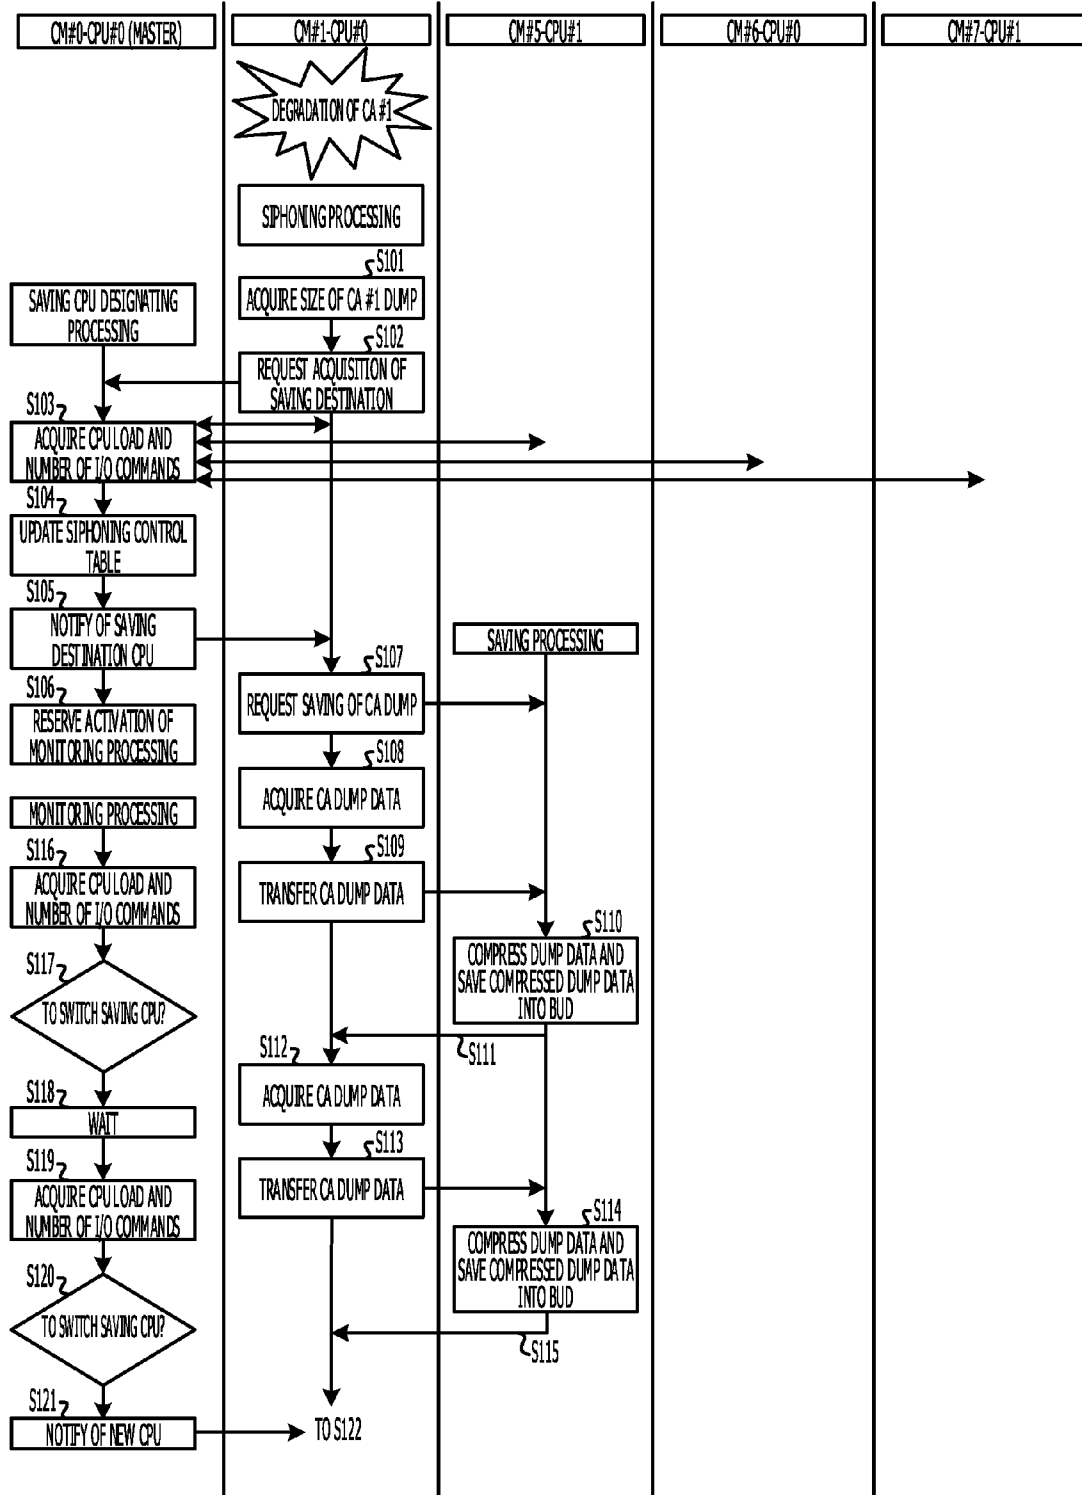 CM#0-CPU#0 (MASTER)
CM#1-CPU#0
CM#5-CPU#1
CM#6-CPU#0
CM#7-CPU#1
DEGRADATION OF CA #1
SIPHONING PROCESSING
S101
ACQUIRE SIZE OF CA #1 DUMP
SAVING CPU DESIGNATING
PROCESSING
S102
REQUEST ACQUISITION OF
SAVING DESTINATION
S103
ACQUIRE CPU LOAD AND
NUMBER OF I/O COMMANDS
S104
UPDATE SIPHONING CONTROL
TABLE
S105
NOTIFY OF SAVING
DESTINATION CPU
SAVING PROCESSING
S106
RESERVE ACTIVATION OF
MONITORING PROCESSING
S107
REQUEST SAVING OF CA DUMP
S108
ACQUIRE CA DUMP DATA
MONITORING PROCESSING
S116
ACQUIRE CPU LOAD AND
NUMBER OF I/O COMMANDS
S109
TRANSFER CA DUMP DATA
S110
COMPRESS DUMP DATA AND
SAVE COMPRESSED DUMP DATA
INTO BUD
S117
TO SWITCH SAVING CPU?
S111
S112
ACQUIRE CA DUMP DATA
S118
WAIT
S113
TRANSFER CA DUMP DATA
S119
ACQUIRE CPU LOAD AND
NUMBER OF I/O COMMANDS
S114
COMPRESS DUMP DATA AND
SAVE COMPRESSED DUMP DATA
INTO BUD
S120
TO SWITCH SAVING CPU?
S115
S121
NOTIFY OF NEW CPU
TO S122